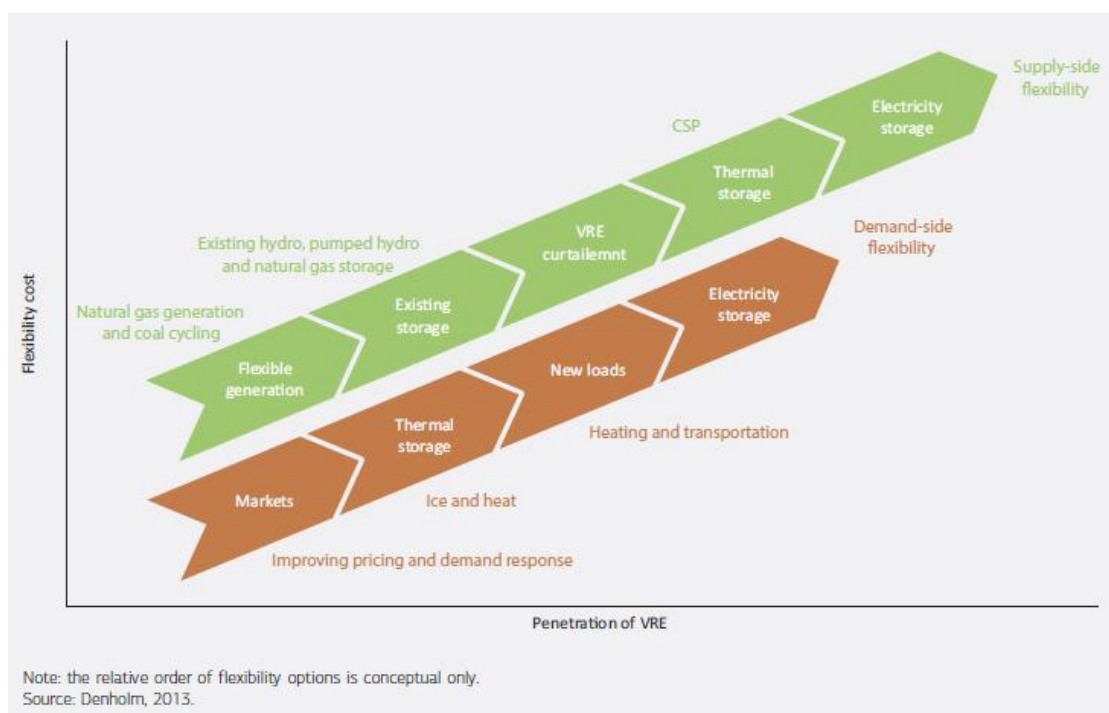 Supply-side
flexibility
Electricity
storage
CSP
Thermal
storage
Demand-side
flexibility
Existing hydro, pumped hydro
and natural gas storage
VRE
curtailemnt
Electricity
storage
Natural gas generation
and coal cycling
Existing
storage
New loads
Flexible
generation
Thermal
storage
Heating and transportation
Markets
Ice and heat
Improving pricing and demand response
Flexibility cost
Penetration of VRE
Note: the relative order of flexibility options is conceptual only.
Source: Denholm, 2013.